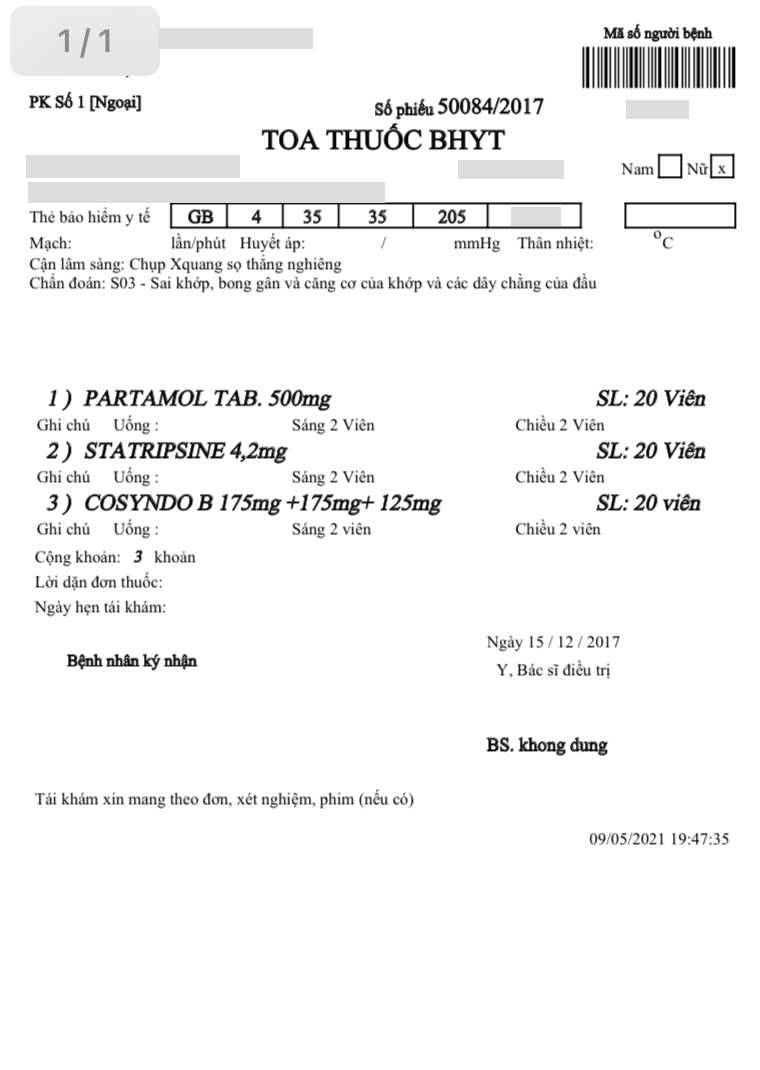 1/1
Mã số người bệnh
PK Số 1 [Ngoại]
Số phiếu 50084/2017
TOA THUỐC BHYT
Nam Nữ x
Thẻ bảo hiểm y tế GB 4 35 35 205
Mạch: lần/phút Huyết áp: / mmHg Thân nhiệt: °C
Cận lâm sàng: Chụp Xquang sọ thẳng nghiêng
Chẩn đoán: S03 - Sai khớp, bong gân và căng cơ của khớp và các dây chằng của đầu
1 ) PARTAMOL TAB. 500mg SL: 20 Viên
Ghi chú Uống : Sáng 2 Viên Chiều 2 Viên
2 ) STATRIPSINE 4,2mg SL: 20 Viên
Ghi chú Uống : Sáng 2 Viên Chiều 2 Viên
3 ) COSYNDO B 175mg +175mg+ 125mg SL: 20 viên
Ghi chú Uống : Sáng 2 viên Chiều 2 viên
Cộng khoản: 3 khoản
Lời dặn đơn thuốc:
Ngày hẹn tái khám:
Ngày 15 / 12 / 2017
Bệnh nhân ký nhận
Y, Bác sĩ điều trị
BS. khong dung
Tái khám xin mang theo đơn, xét nghiệm, phim (nếu có)
09/05/2021 19:47:35